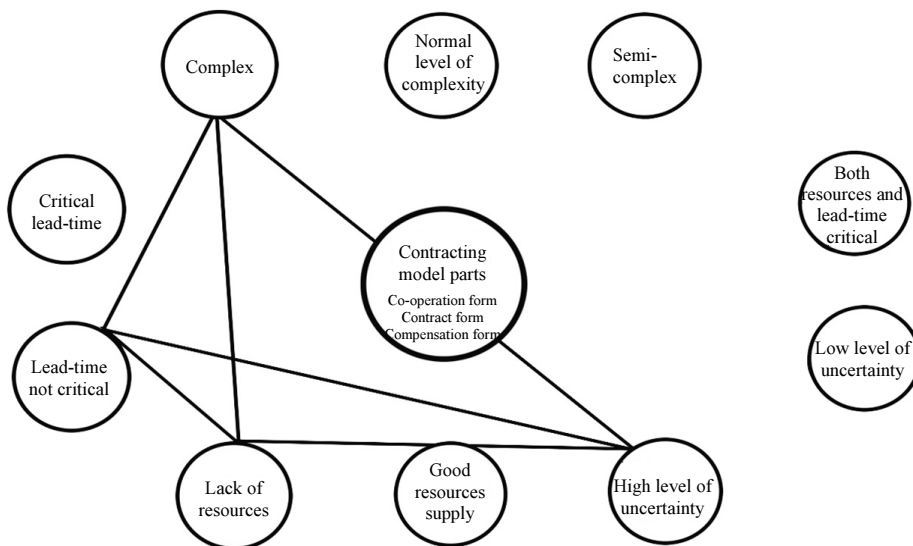 Complex
Normal
level of
complexity
Semi-
complex
Critical
lead-time
Both
resources and
lead-time
critical
Contracting
model parts
Co-operation form
Contract form
Compensation form
Lead-time
not critical
Low level of
uncertainty
Lack of
resources
Good
resources
supply
High level of
uncertainty